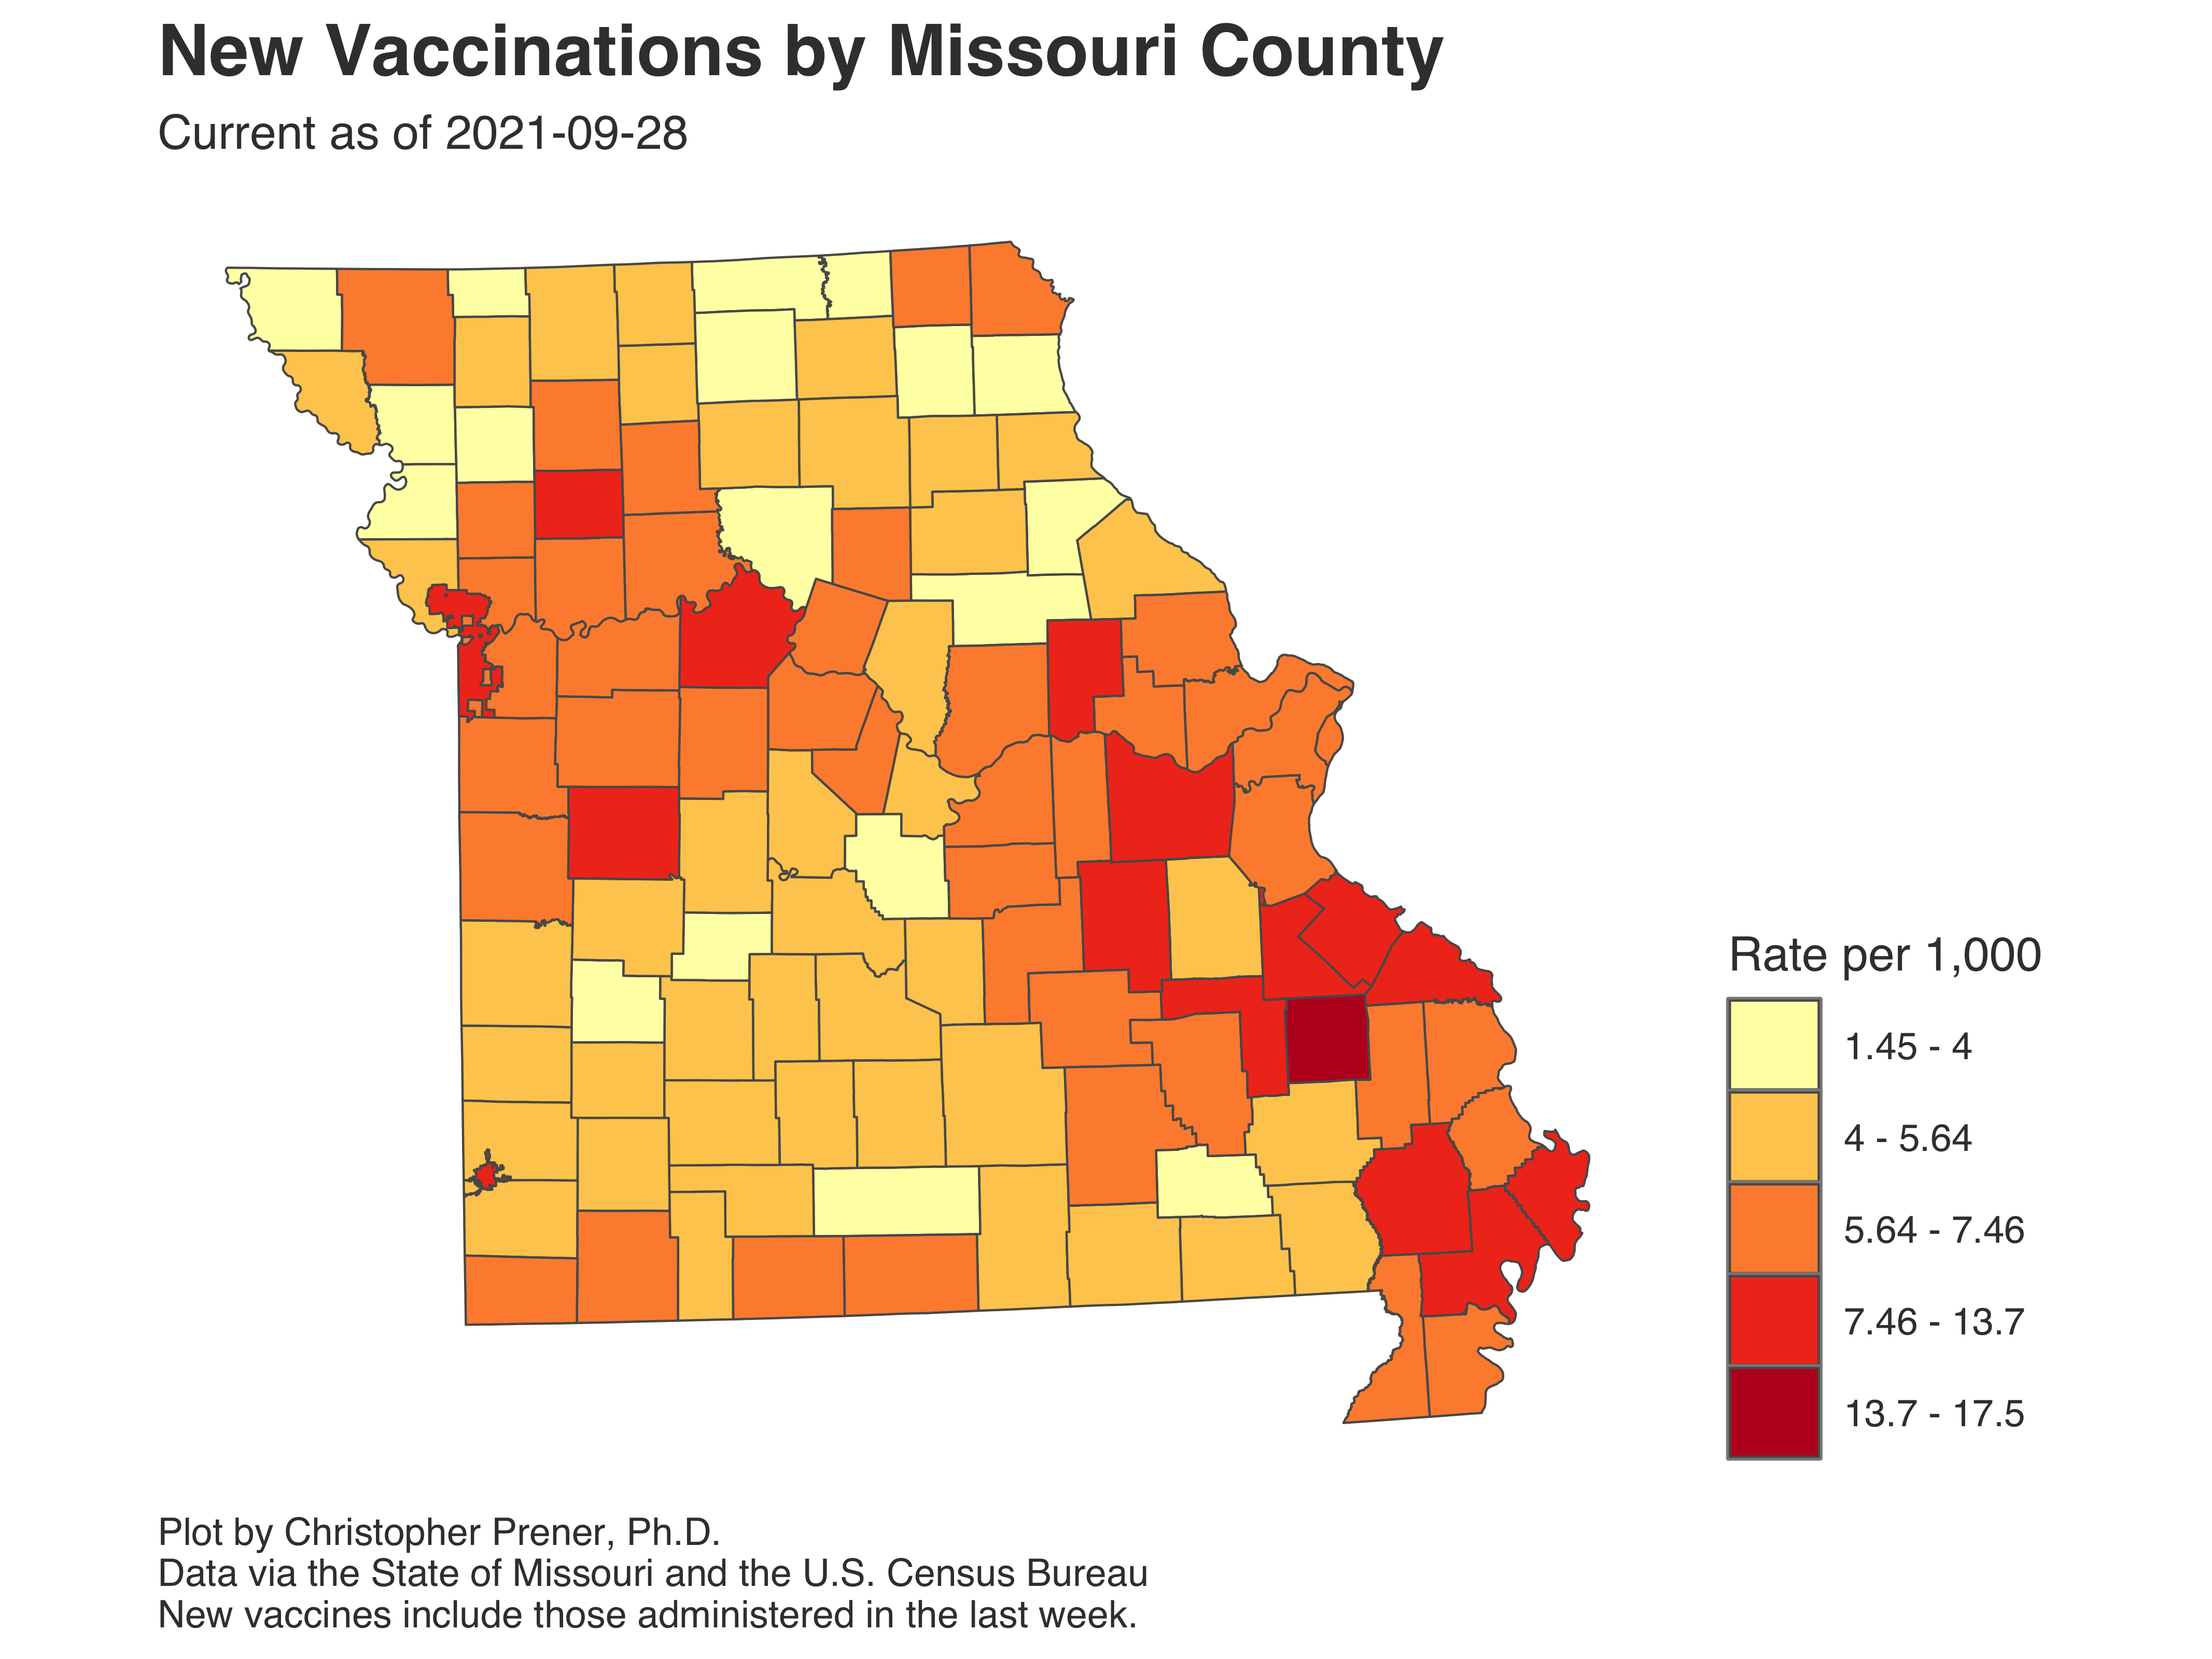 New Vaccinations by Missouri County
Current as of 2021-09-28
Rate per 1,000
1.45 - 4
4 - 5.64
5.64 - 7.46
7.46 - 13.7
13.7 - 17.5
Plot by Christopher Prener, Ph.D.
Data via the State of Missouri and the U.S. Census Bureau
New vaccines include those administered in the last week.